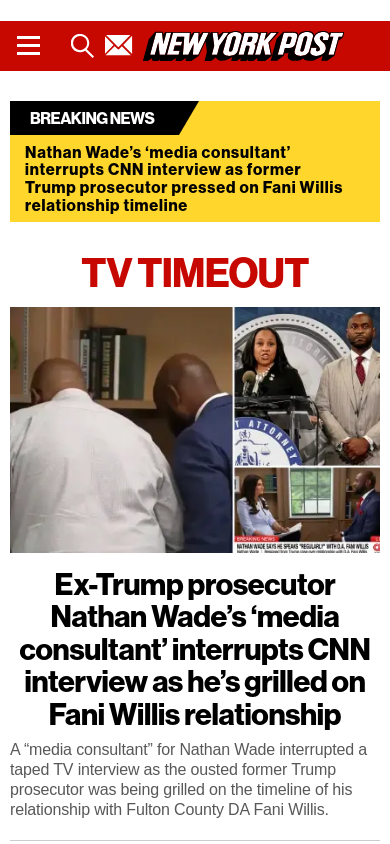 NEW YORK POST
BREAKING NEWS
Nathan Wade’s ‘media consultant’
interrupts CNN interview as former
Trump prosecutor pressed on Fani Willis
relationship timeline
TV TIMEOUT
T ATTORNEY
BREAKING NEWS
NATHAN WADE SAYS HE SPEAKS "REGULARLY" WITH D.A. FANI WILLIS
Ex-Trump prosecutor
Nathan Wade’s ‘media
consultant’ interrupts CNN
interview as he’s grilled on
Fani Willis relationship
A “media consultant” for Nathan Wade interrupted a
taped TV interview as the ousted former Trump
prosecutor was being grilled on the timeline of his
relationship with Fulton County DA Fani Willis.